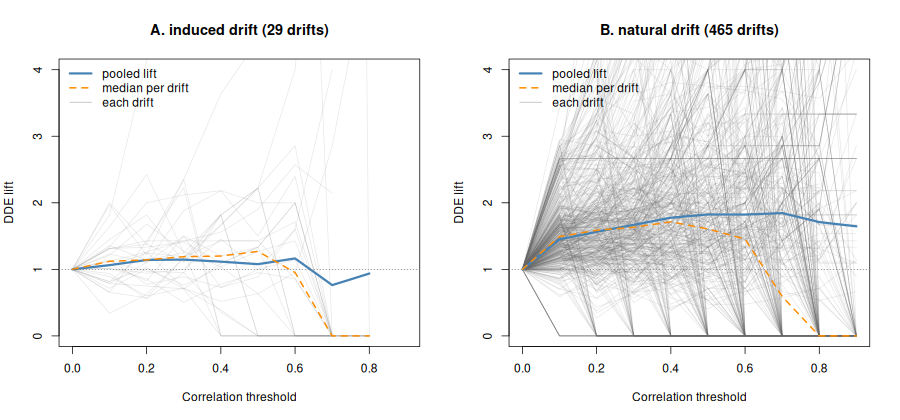 A. induced drift (29 drifts)
4
3
2
1
0
DDE lift
pooled lift
median per drift
each drift
0.0 0.2 0.4 0.6 0.8
Correlation threshold
B. natural drift (465 drifts)
4
3
2
1
0
DDE lift
pooled lift
median per drift
each drift
0.0 0.2 0.4 0.6 0.8
Correlation threshold